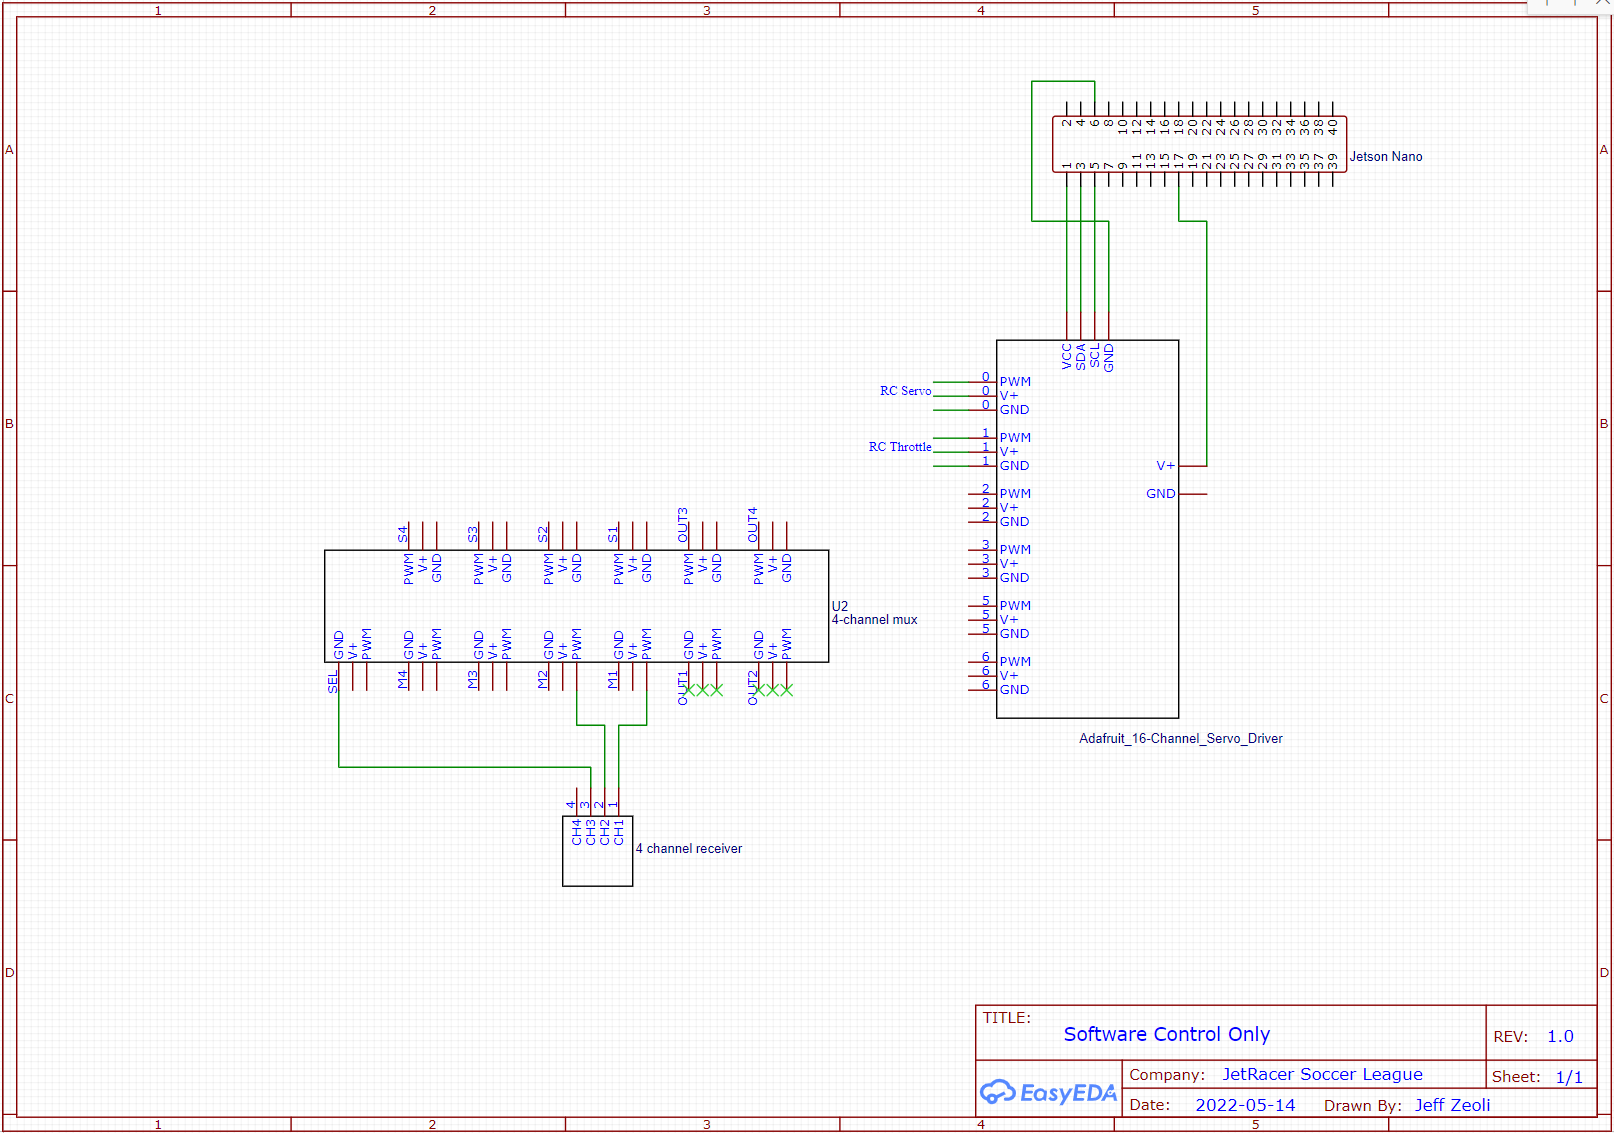 1 2 3 4 5
A A
B B
C C
D D
2 4 6 8 10 12 14 16 18 20 22 24 26 28 30 32 34 36 38 40
1 3 5 7 9 11 13 15 17 19 21 23 25 27 29 31 33 35 37 39
Jetson Nano
VCC SDA SCL GND
RC Servo
0 PWM
0 V+
0 GND
RC Throttle
1 PWM
1 V+
1 GND
2 PWM
2 V+
2 GND
3 PWM
3 V+
3 GND
5 PWM
5 V+
5 GND
6 PWM
6 V+
6 GND
V+
GND
Adafruit_16-Channel_Servo_Driver
S4 S3 S2 S1 OUT3 OUT4
PWM V+ GND PWM V+ GND PWM V+ GND PWM V+ GND PWM V+ GND PWM V+ GND
U2
4-channel mux
GND V+ PWM GND V+ PWM GND V+ PWM GND V+ PWM GND V+ PWM GND V+ PWM GND V+ PWM
SEL M4 M3 M2 M1 OUT1 OUT2
4 3 2 1
CH4 CH3 CH2 CH1
4 channel receiver
TITLE:
Software Control Only
REV: 1.0
EasyEDA
Company: JetRacer Soccer League
Sheet: 1/1
Date: 2022-05-14
Drawn By: Jeff Zeoli
1 2 3 4 5